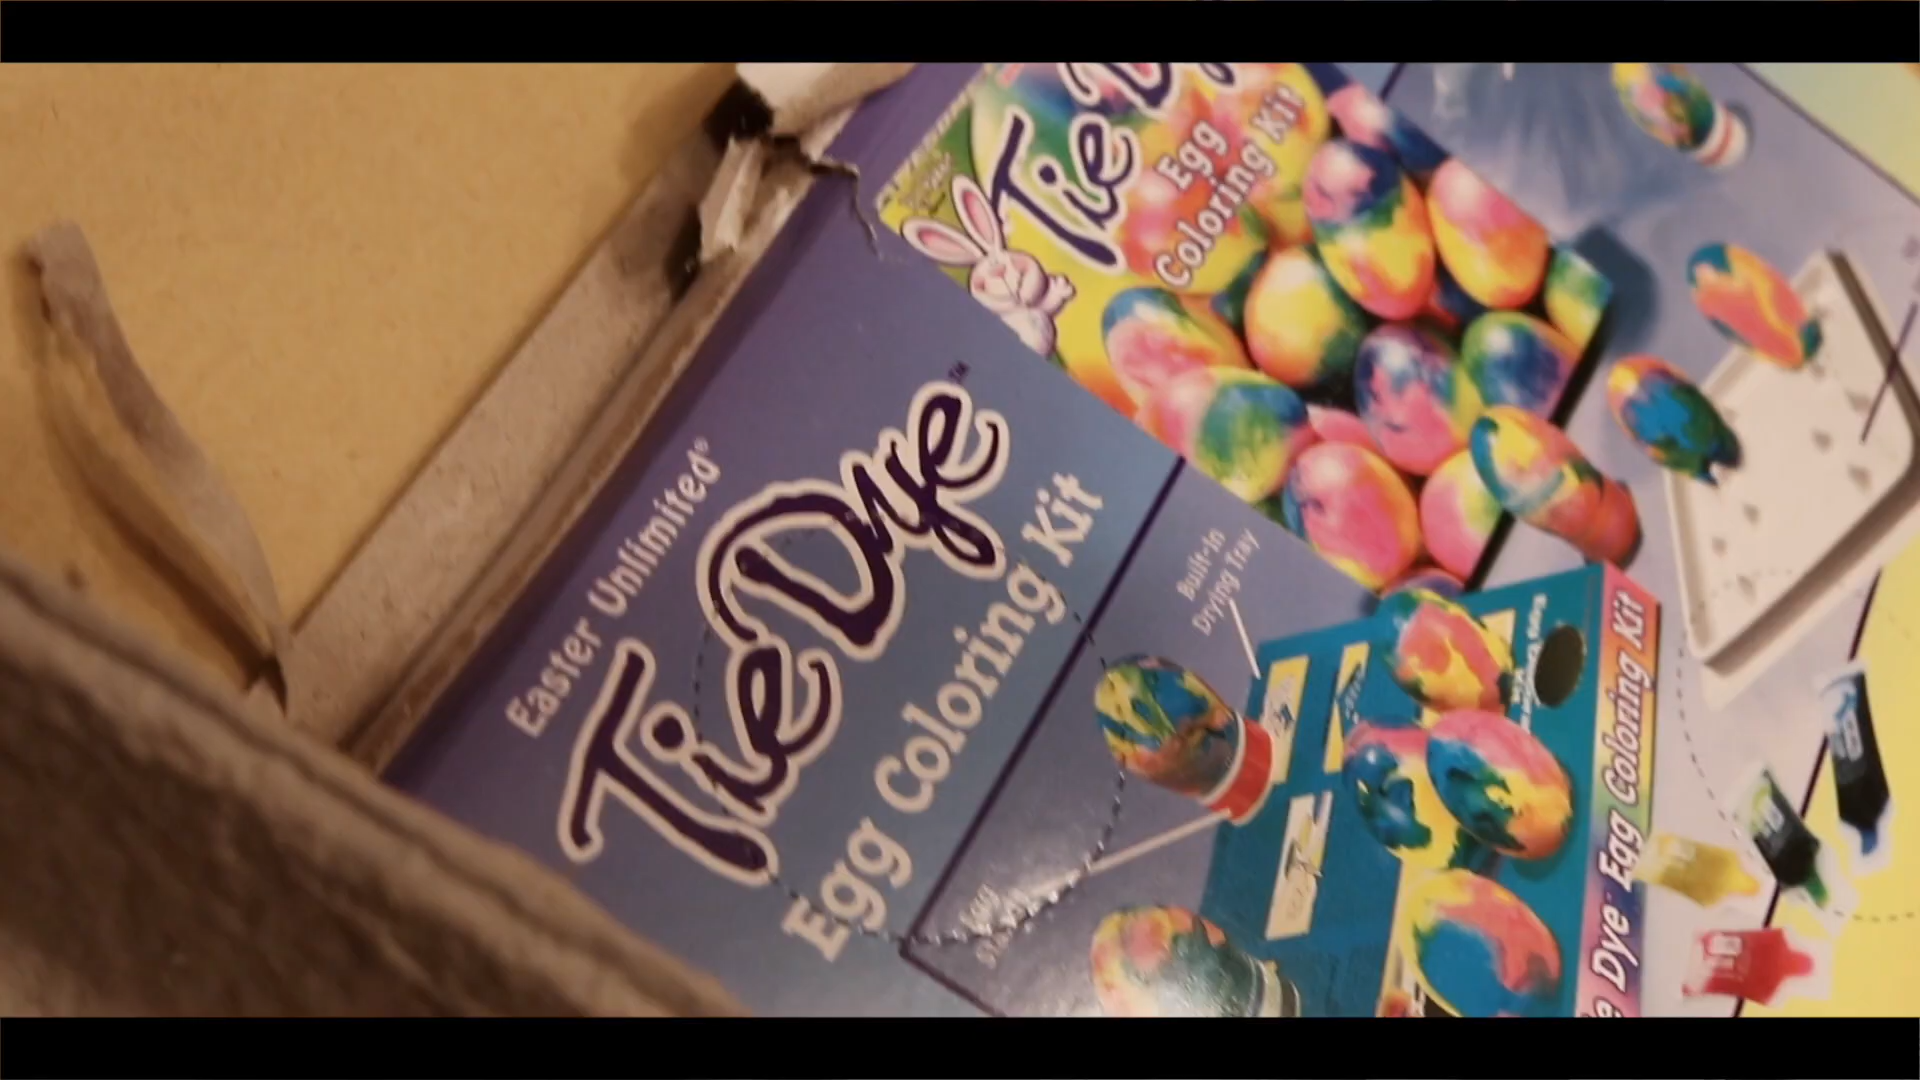 Tie
Egg
Coloring Kit
Easter Unlimited®
Tie Dye™
Egg Coloring Kit
Built-in
Drying Tray
Egg
Dye Egg Coloring Kit